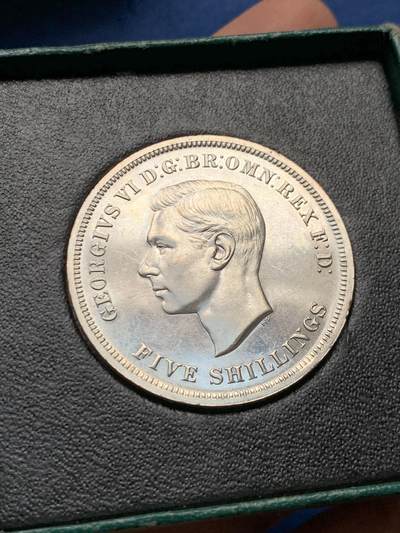 GEORGIVS VI D:G:BR:OMN:REX F:D:
FIVE SHILLINGS